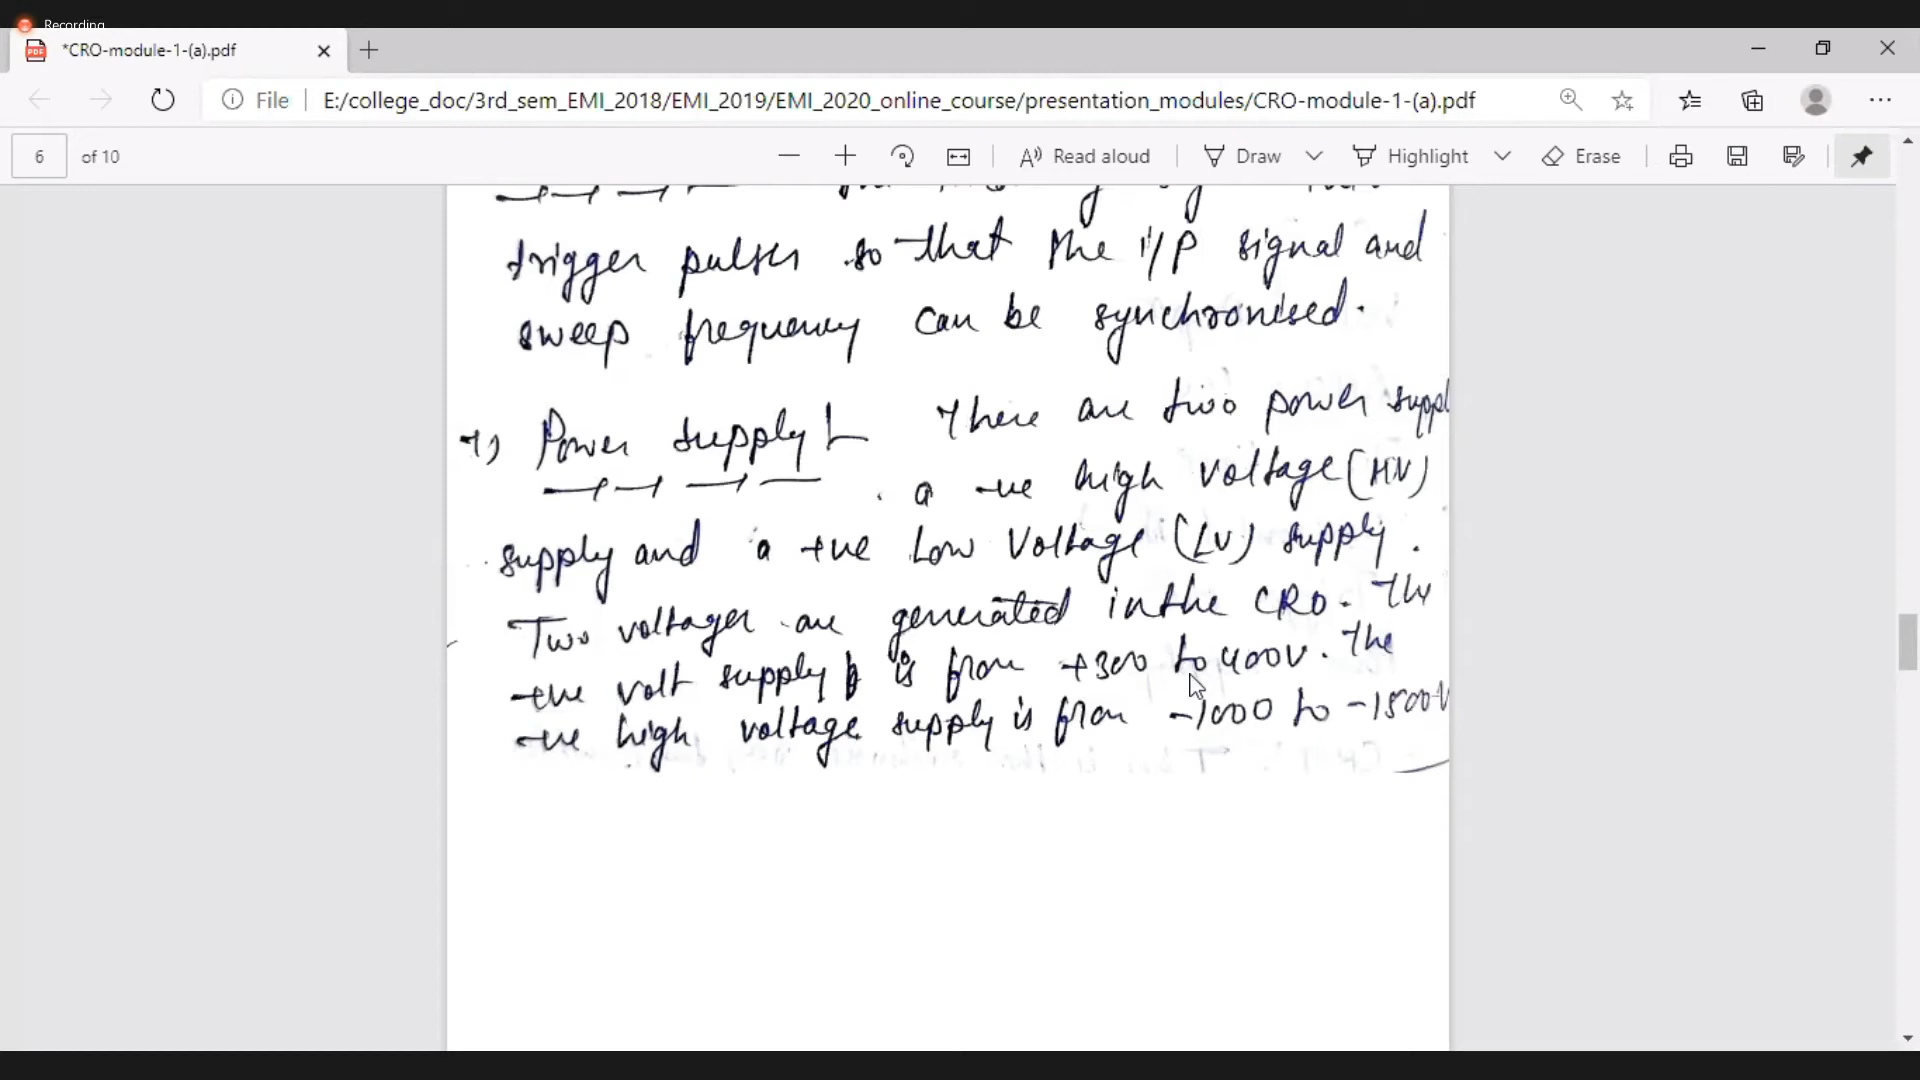 Recording
*CRO-module-1-(a).pdf
File E:/college_doc/3rd_sem_EMI_2018/EMI_2019/EMI_2020_online_course/presentation_modules/CRO-module-1-(a).pdf
6 of 10 Read aloud Draw Highlight Erase
trigger pulses so that the i/p signal and
sweep frequency can be synchronised.
7) Power supply :- There are two power suppl
a -ve high voltage (HV)
supply and a +ve Low Voltage (LV) supply.
Two voltages are generated in the CRO. The
+ve volt supply is from +300 to 400V. The
-ve high voltage supply is from -1000 to -1500V